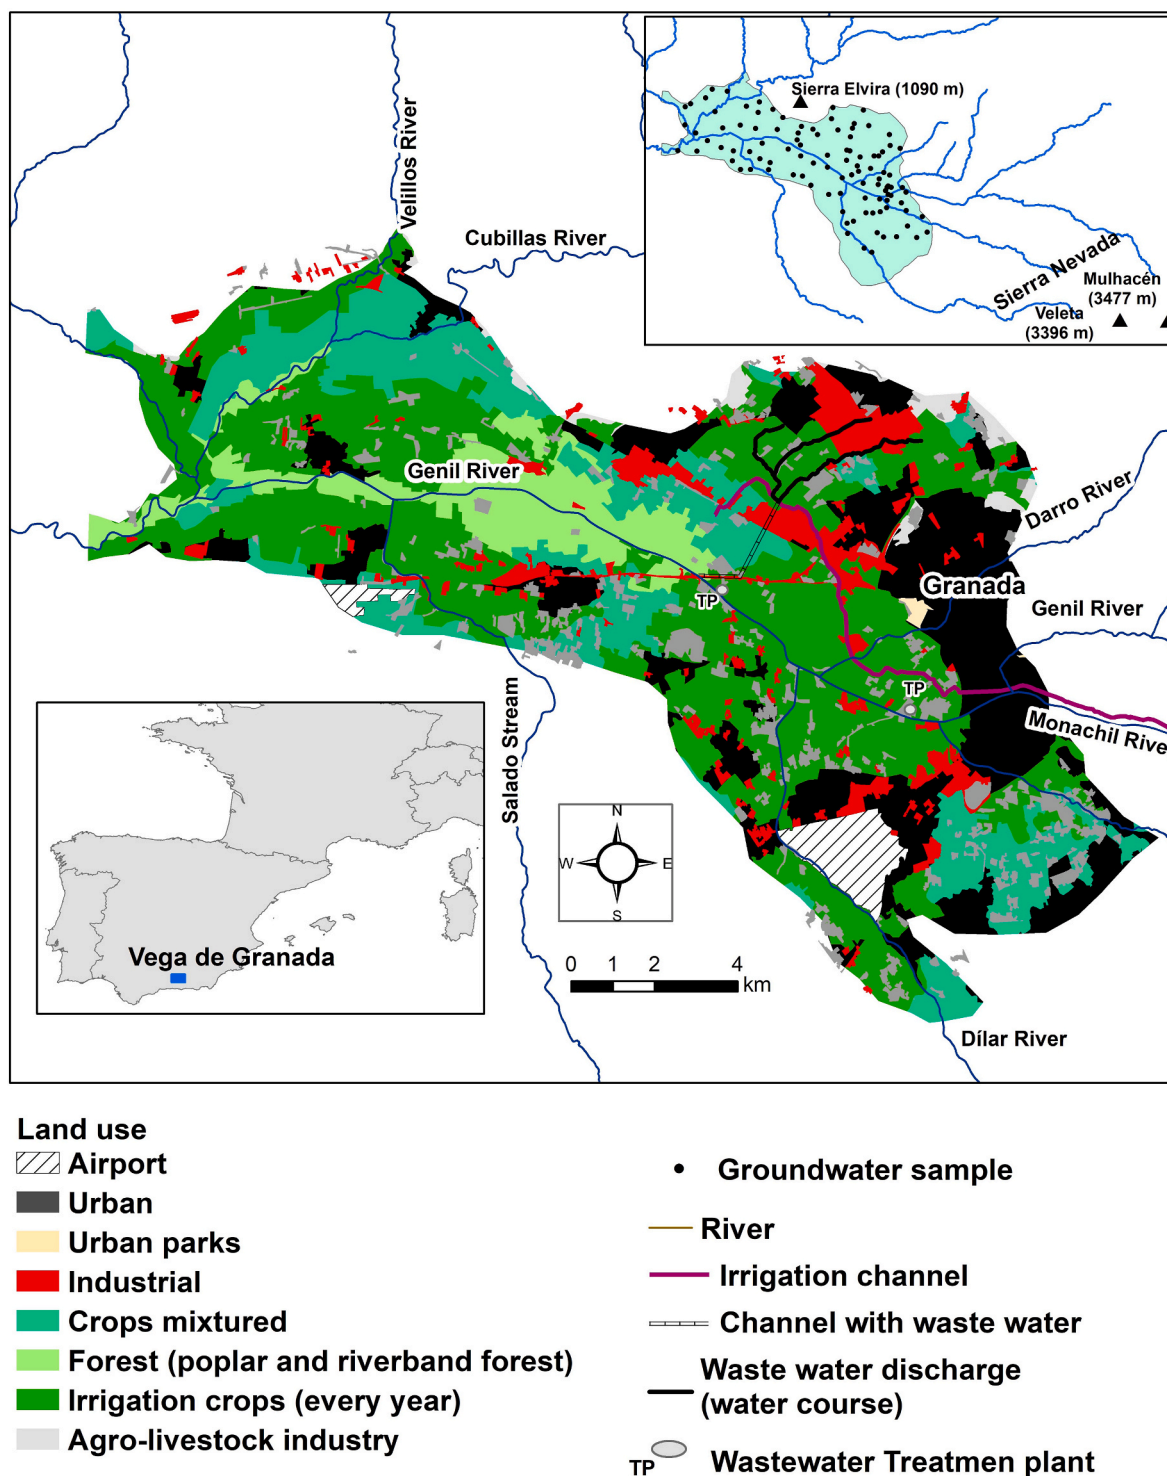 Sierra Elvira (1090 m)
Velillos River
Cubillas River
Sierra Nevada
Mulhacén
(3477 m)
Veleta
(3396 m)
Genil River
Darro River
Granada
TP
Genil River
TP
Monachil River
Salado Stream
Vega de Granada
N
W
E
S
0 1 2 4
km
Dílar River
Land use
Airport
Urban
Urban parks
Industrial
Crops mixtured
Forest (poplar and riverband forest)
Irrigation crops (every year)
Agro-livestock industry
Groundwater sample
River
Irrigation channel
Channel with waste water
Waste water discharge
(water course)
TP Wastewater Treatmen plant